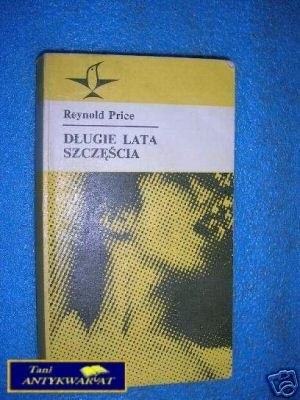 Reynold Price
DŁUGIE LATA
SZCZĘŚCIA
Tani
ANTYKWARIAT